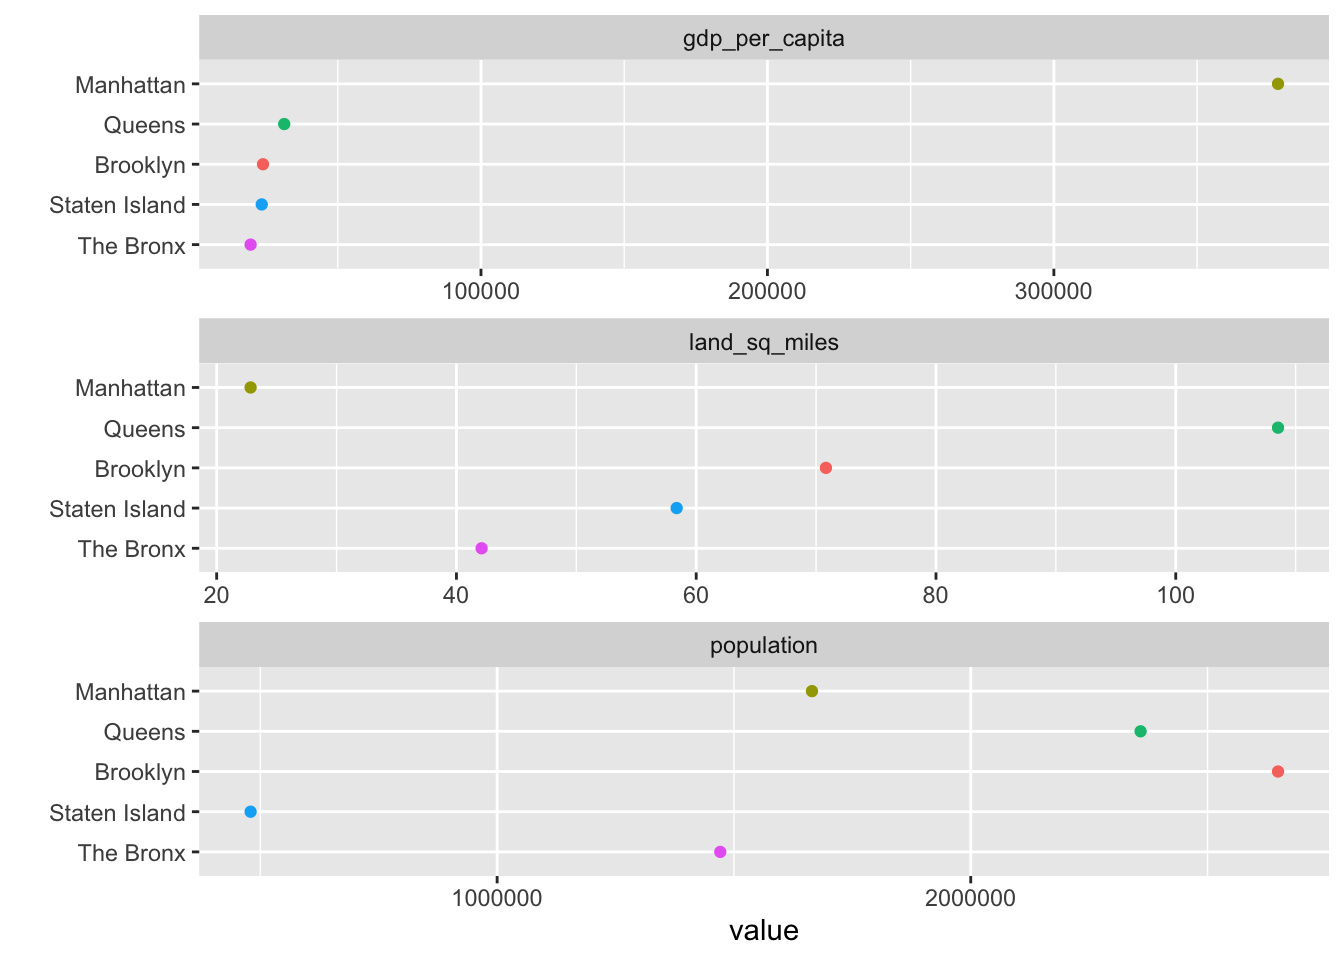 gdp_per_capita
Manhattan
Queens
Brooklyn
Staten Island
The Bronx
100000 200000 300000
land_sq_miles
Manhattan
Queens
Brooklyn
Staten Island
The Bronx
20 40 60 80 100
population
Manhattan
Queens
Brooklyn
Staten Island
The Bronx
1000000 2000000
value